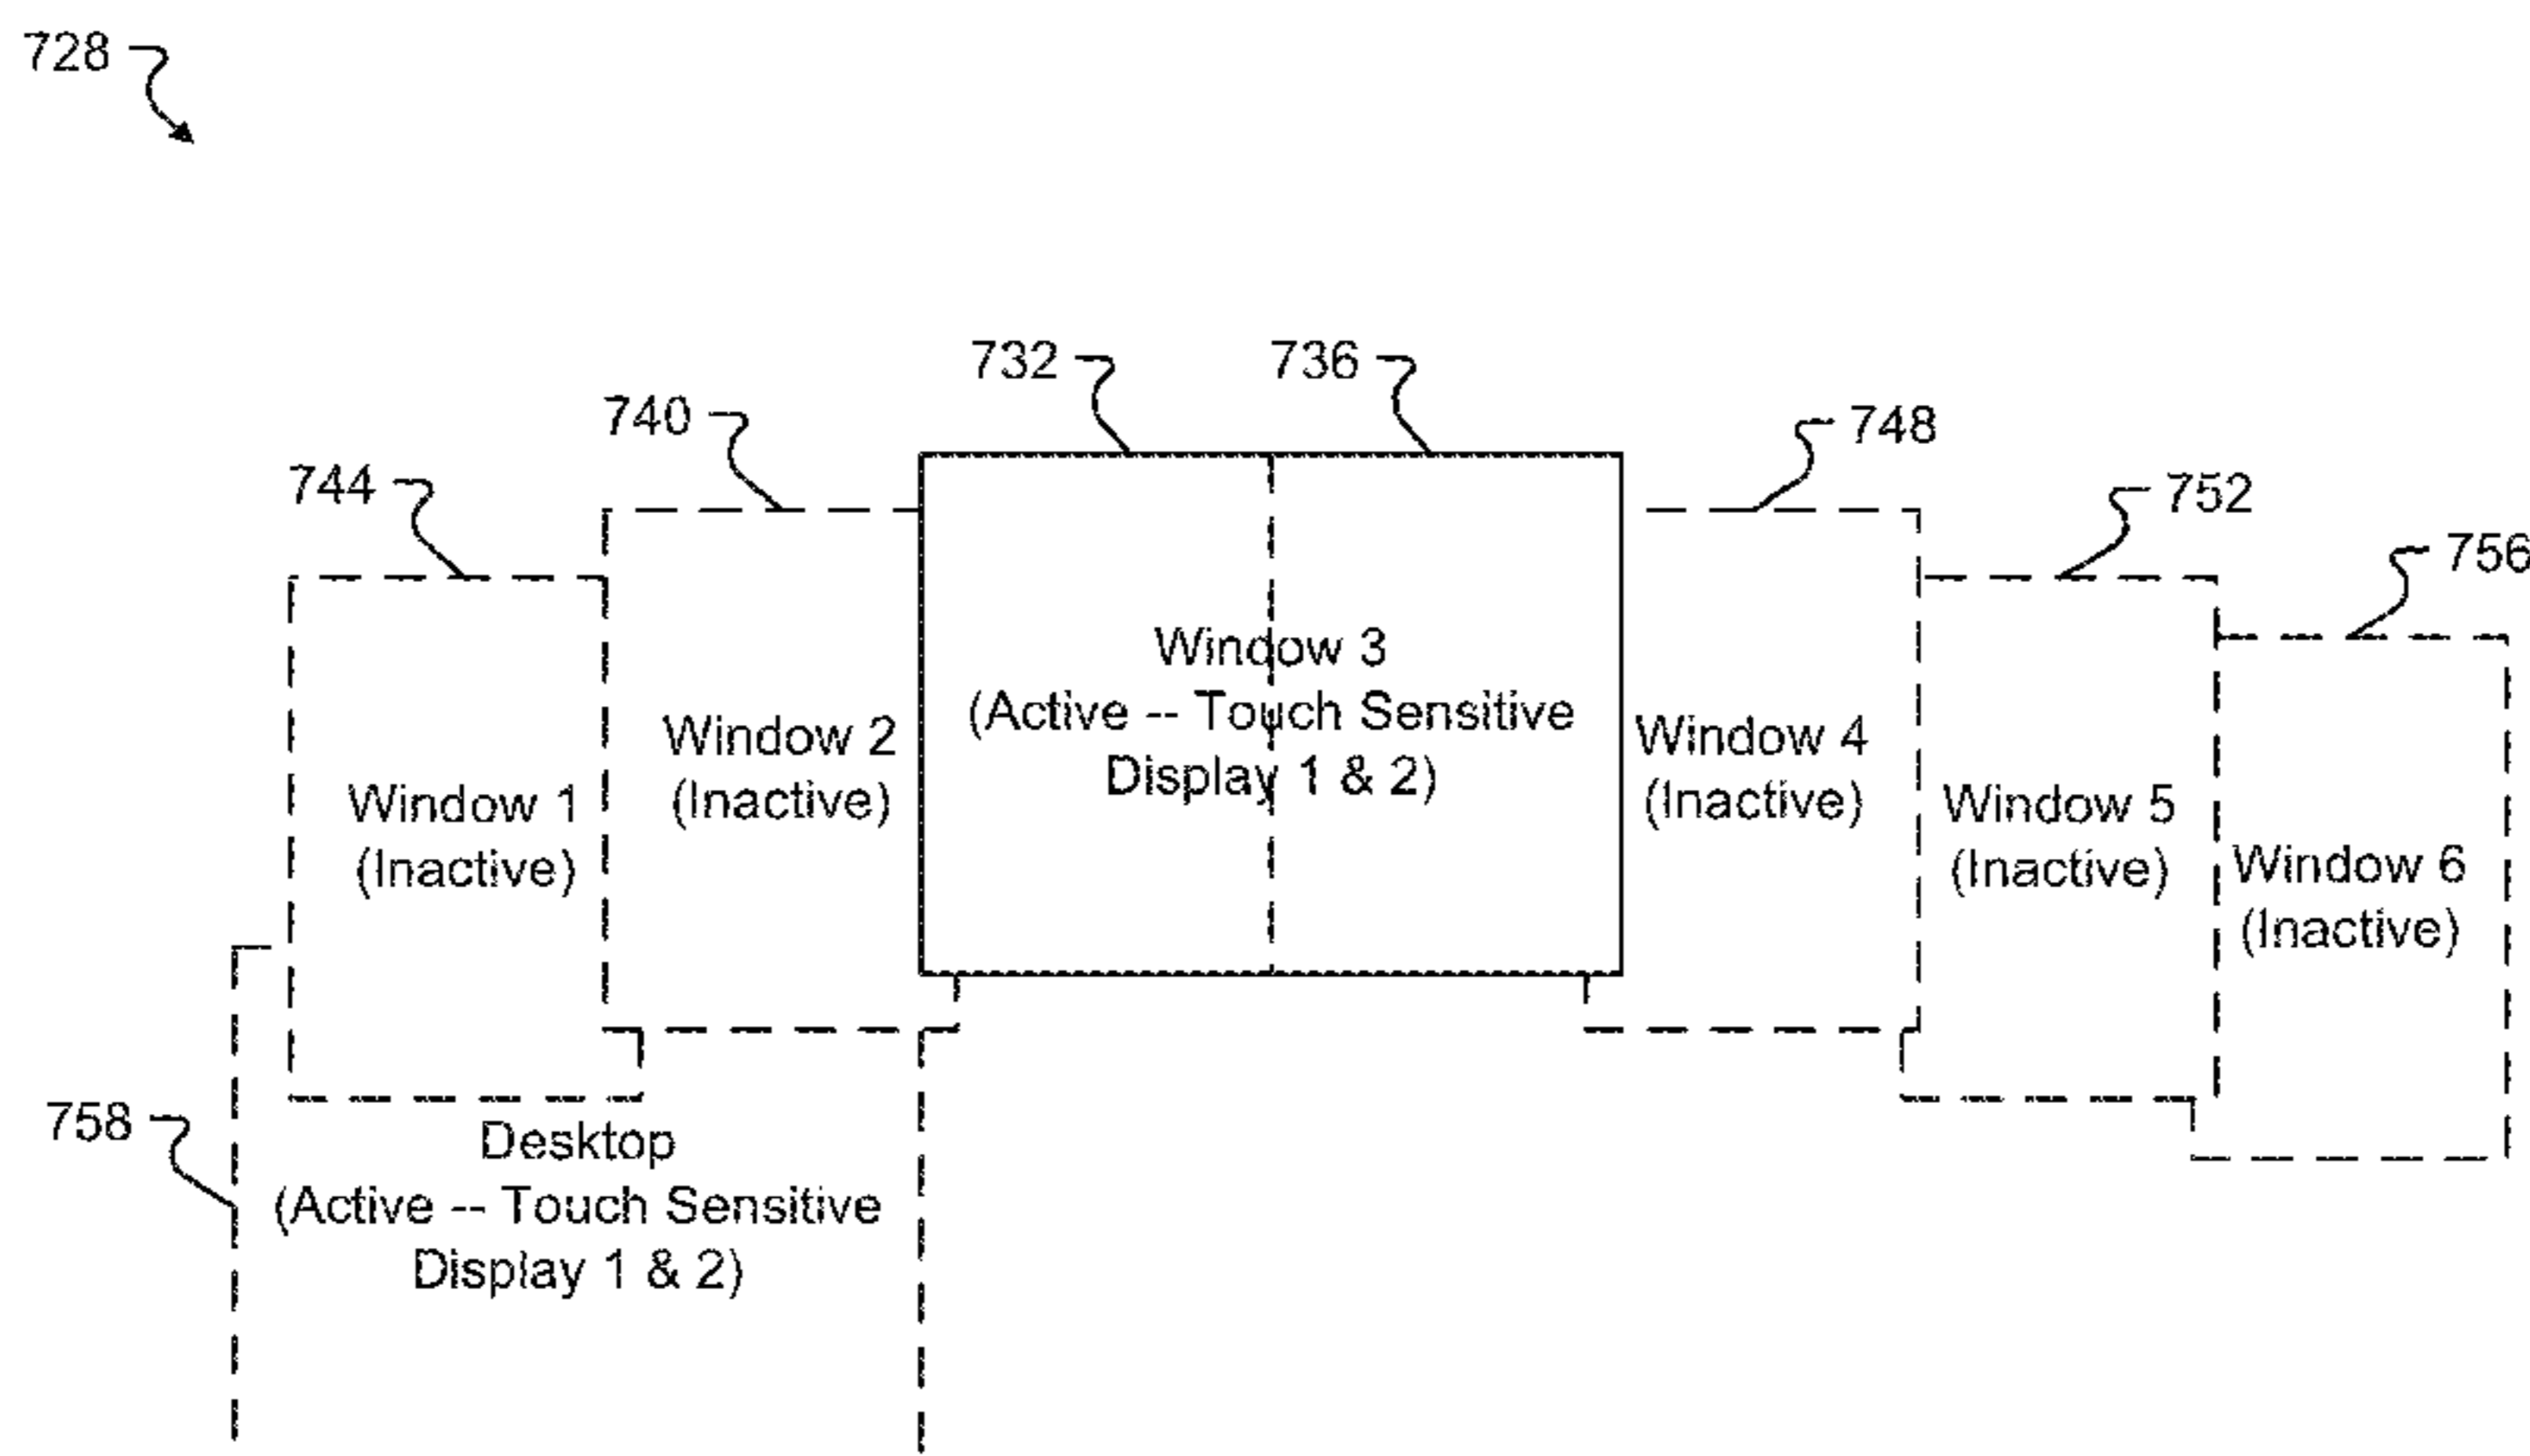 728
732
736
740
748
744
752
756
Window 3
(Active -- Touch Sensitive
Display 1 & 2)
Window 2
(Inactive)
Window 4
(Inactive)
Window 1
(Inactive)
Window 5
(Inactive)
Window 6
(Inactive)
758
Desktop
(Active -- Touch Sensitive
Display 1 & 2)